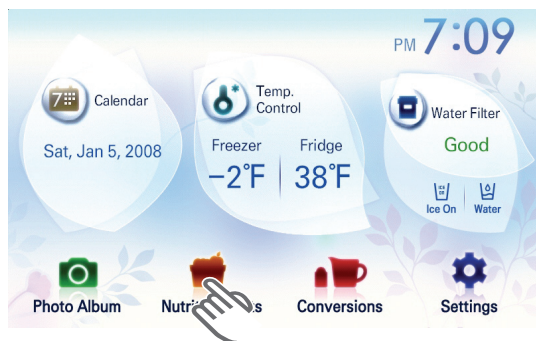 PM 7:09
Calendar
Sat, Jan 5, 2008
Temp.
Control
Freezer Fridge
−2°F 38°F
Water Filter
Good
Ice On Water
Photo Album
Conversions
Settings